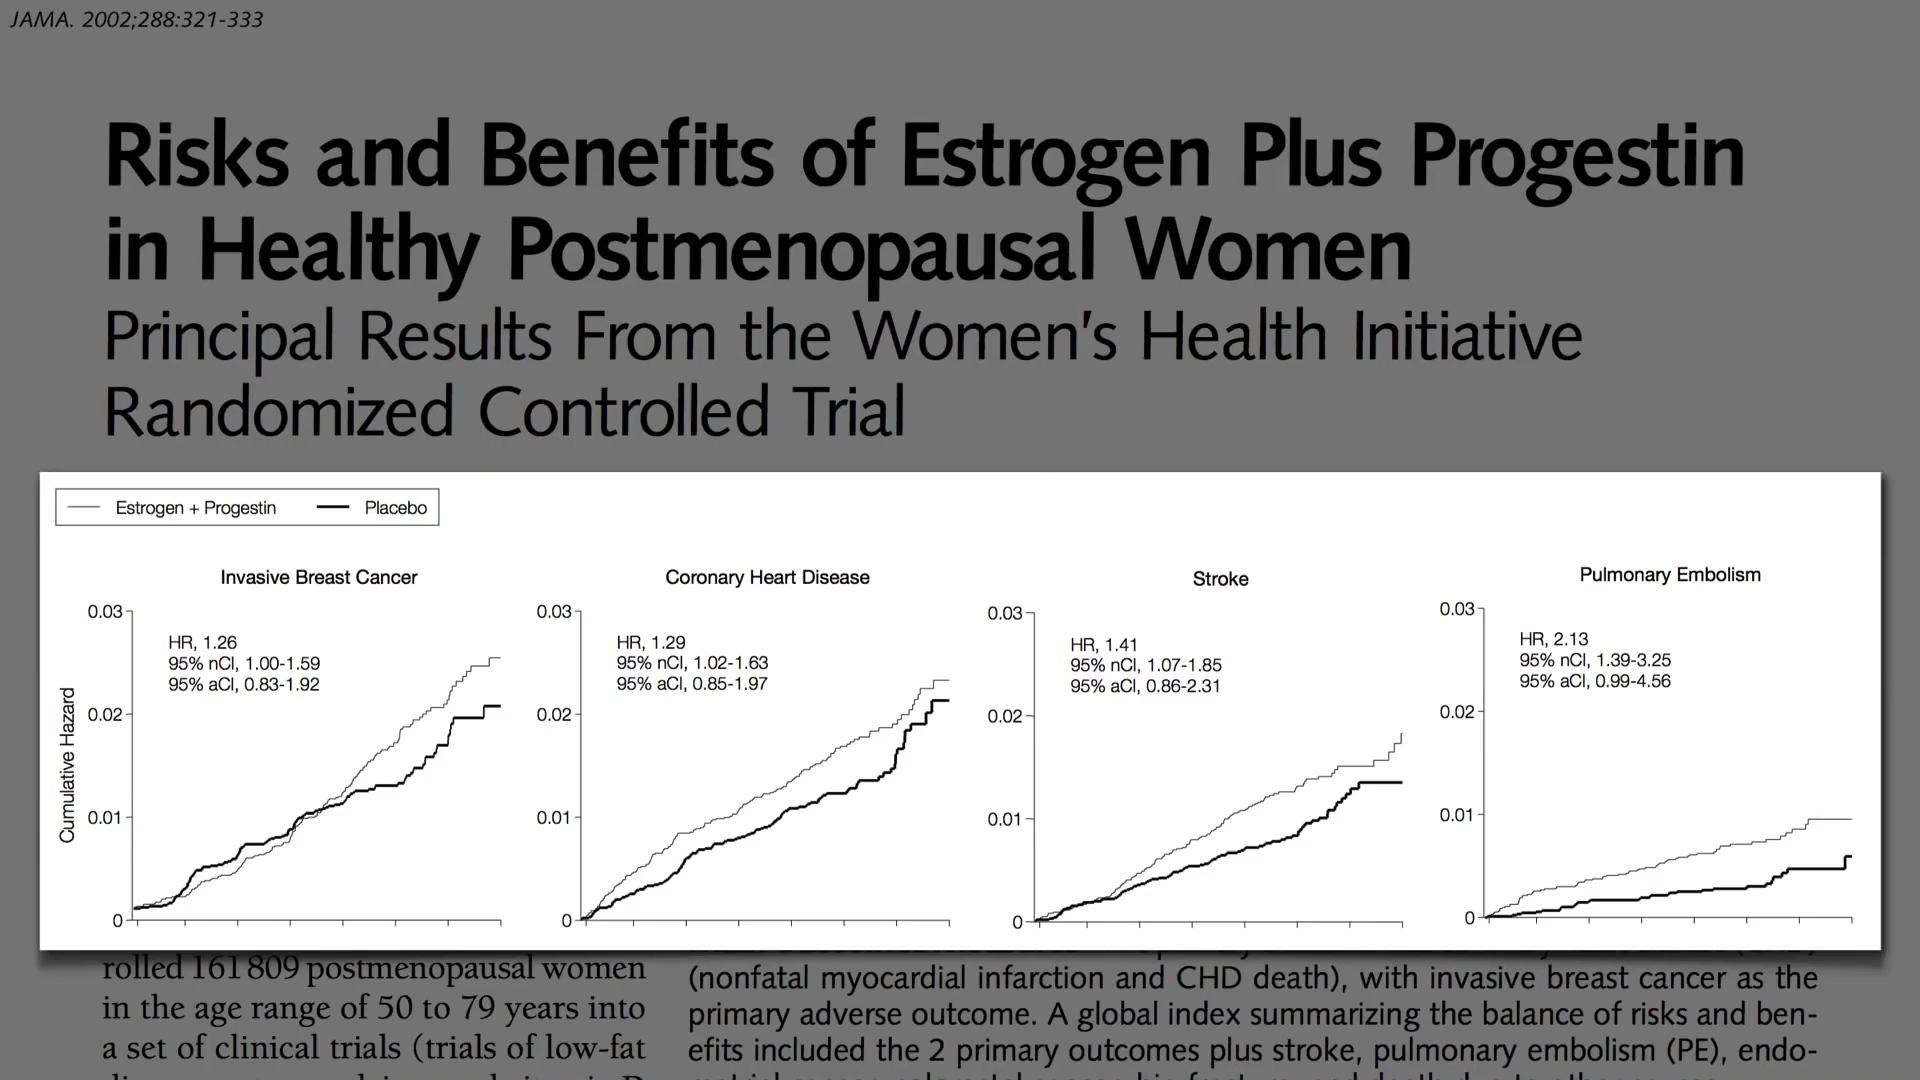 JAMA. 2002;288:321-333
Risks and Benefits of Estrogen Plus Progestin
in Healthy Postmenopausal Women
Principal Results From the Women's Health Initiative
Randomized Controlled Trial
Estrogen + Progestin
Placebo
Invasive Breast Cancer
Cumulative Hazard
0.03
0.02
0.01
0
HR, 1.26
95% nCI, 1.00-1.59
95% aCI, 0.83-1.92
Coronary Heart Disease
0.03
0.02
0.01
0
HR, 1.29
95% nCI, 1.02-1.63
95% aCI, 0.85-1.97
Stroke
0.03
0.02
0.01
0
HR, 1.41
95% nCI, 1.07-1.85
95% aCI, 0.86-2.31
Pulmonary Embolism
0.03
0.02
0.01
0
HR, 2.13
95% nCI, 1.39-3.25
95% aCI, 0.99-4.56
rolled 161 809 postmenopausal women
in the age range of 50 to 79 years into
a set of clinical trials (trials of low-fat
(nonfatal myocardial infarction and CHD death), with invasive breast cancer as the
primary adverse outcome. A global index summarizing the balance of risks and ben-
efits included the 2 primary outcomes plus stroke, pulmonary embolism (PE), endo-